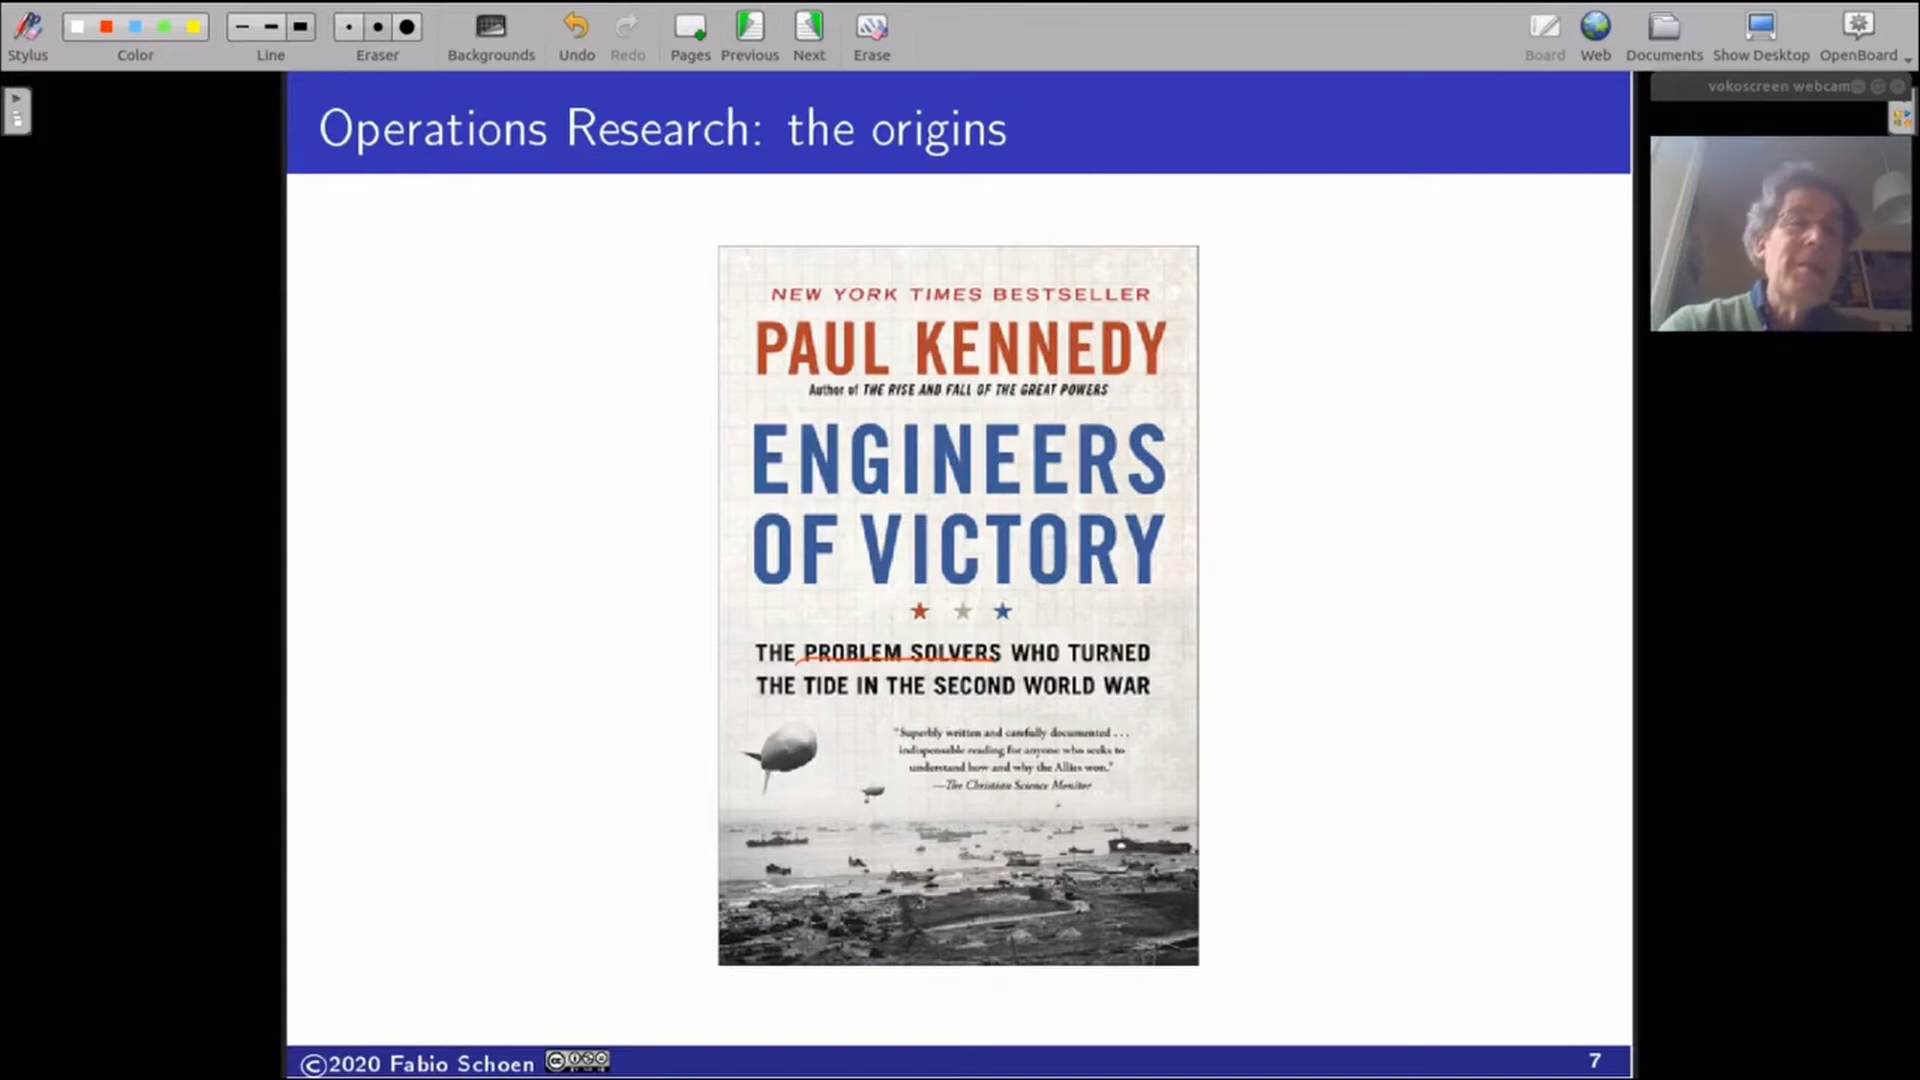 Stylus
Color
Line
Eraser
Backgrounds
Undo
Redo
Pages
Previous
Next
Erase
Board
Web
Documents
Show Desktop
OpenBoard
vokoscreen webcam
Operations Research: the origins
NEW YORK TIMES BESTSELLER
PAUL KENNEDY
Author of THE RISE AND FALL OF THE GREAT POWERS
ENGINEERS
OF VICTORY
THE PROBLEM SOLVERS WHO TURNED
THE TIDE IN THE SECOND WORLD WAR
"Superbly written and carefully documented . . .
indispensable reading for anyone who seeks to
understand how and why the Allies won."
—The Christian Science Monitor
©2020 Fabio Schoen
7